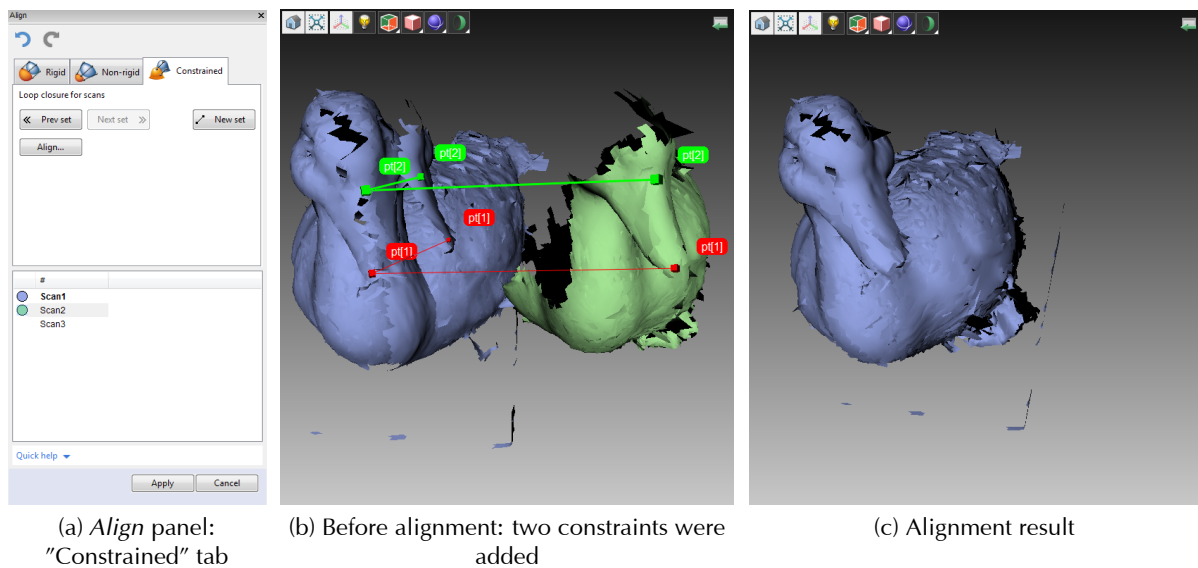 Align
Rigid
Non-rigid
Constrained
Loop closure for scans
« Prev set
Next set »
New set
Align...
#
Scan1
Scan2
Scan3
Quick help
Apply
Cancel
pt[2]
pt[2]
pt[2]
pt[1]
pt[1]
pt[1]
(a) Align panel:
"Constrained" tab
(b) Before alignment: two constraints were
added
(c) Alignment result